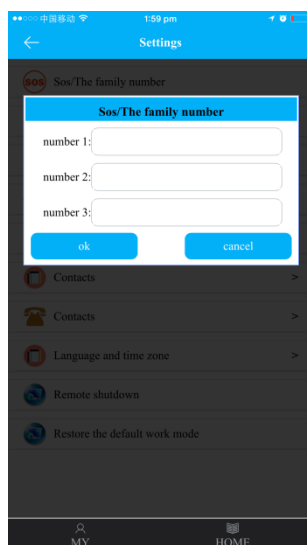 中国移动 1:59 pm
Settings
SOS Sos/The family number
Sos/The family number
number 1:
number 2:
number 3:
ok cancel
Contacts >
Contacts >
Language and time zone >
Remote shutdown
Restore the default work mode
MY HOME